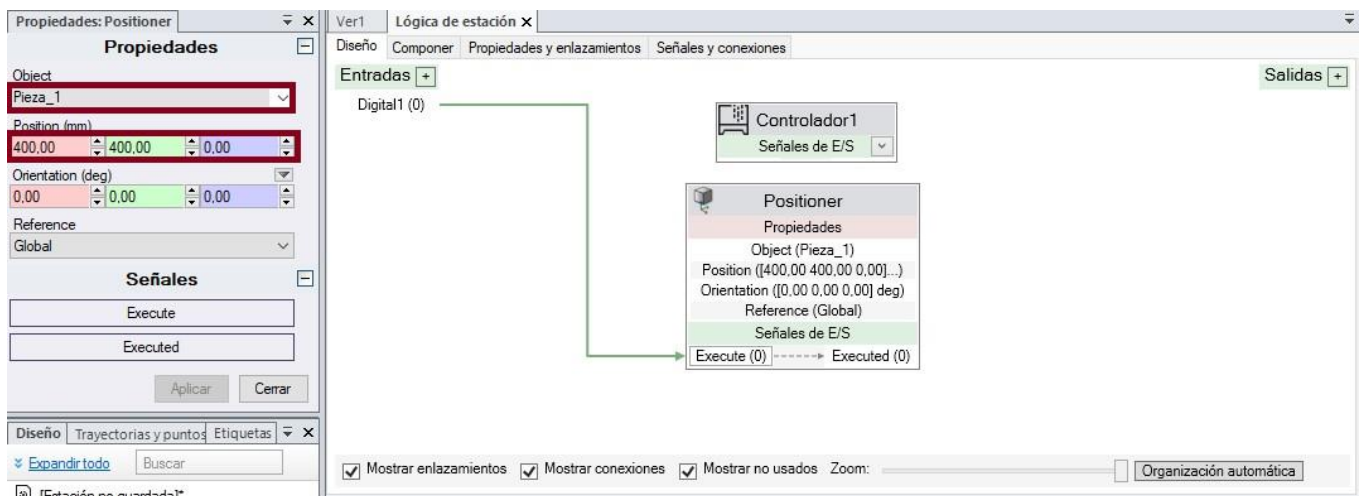 Propiedades: Positioner
Propiedades
Object
Pieza_1
Position (mm)
400,00 400,00 0,00
Orientation (deg)
0,00 0,00 0,00
Reference
Global
Señales
Execute
Executed
Aplicar Cerrar
Diseño Trayectorias y puntos Etiquetas
Expandir todo Buscar
[Estación no guardada]*
Ver1 Lógica de estación
Diseño Componer Propiedades y enlazamientos Señales y conexiones
Entradas + Salidas +
Digital1 (0)
Controlador1
Señales de E/S
Positioner
Propiedades
Object (Pieza_1)
Position ([400,00 400,00 0,00]...)
Orientation ([0,00 0,00 0,00] deg)
Reference (Global)
Señales de E/S
Execute (0) Executed (0)
Mostrar enlazamientos Mostrar conexiones Mostrar no usados Zoom: Organización automática